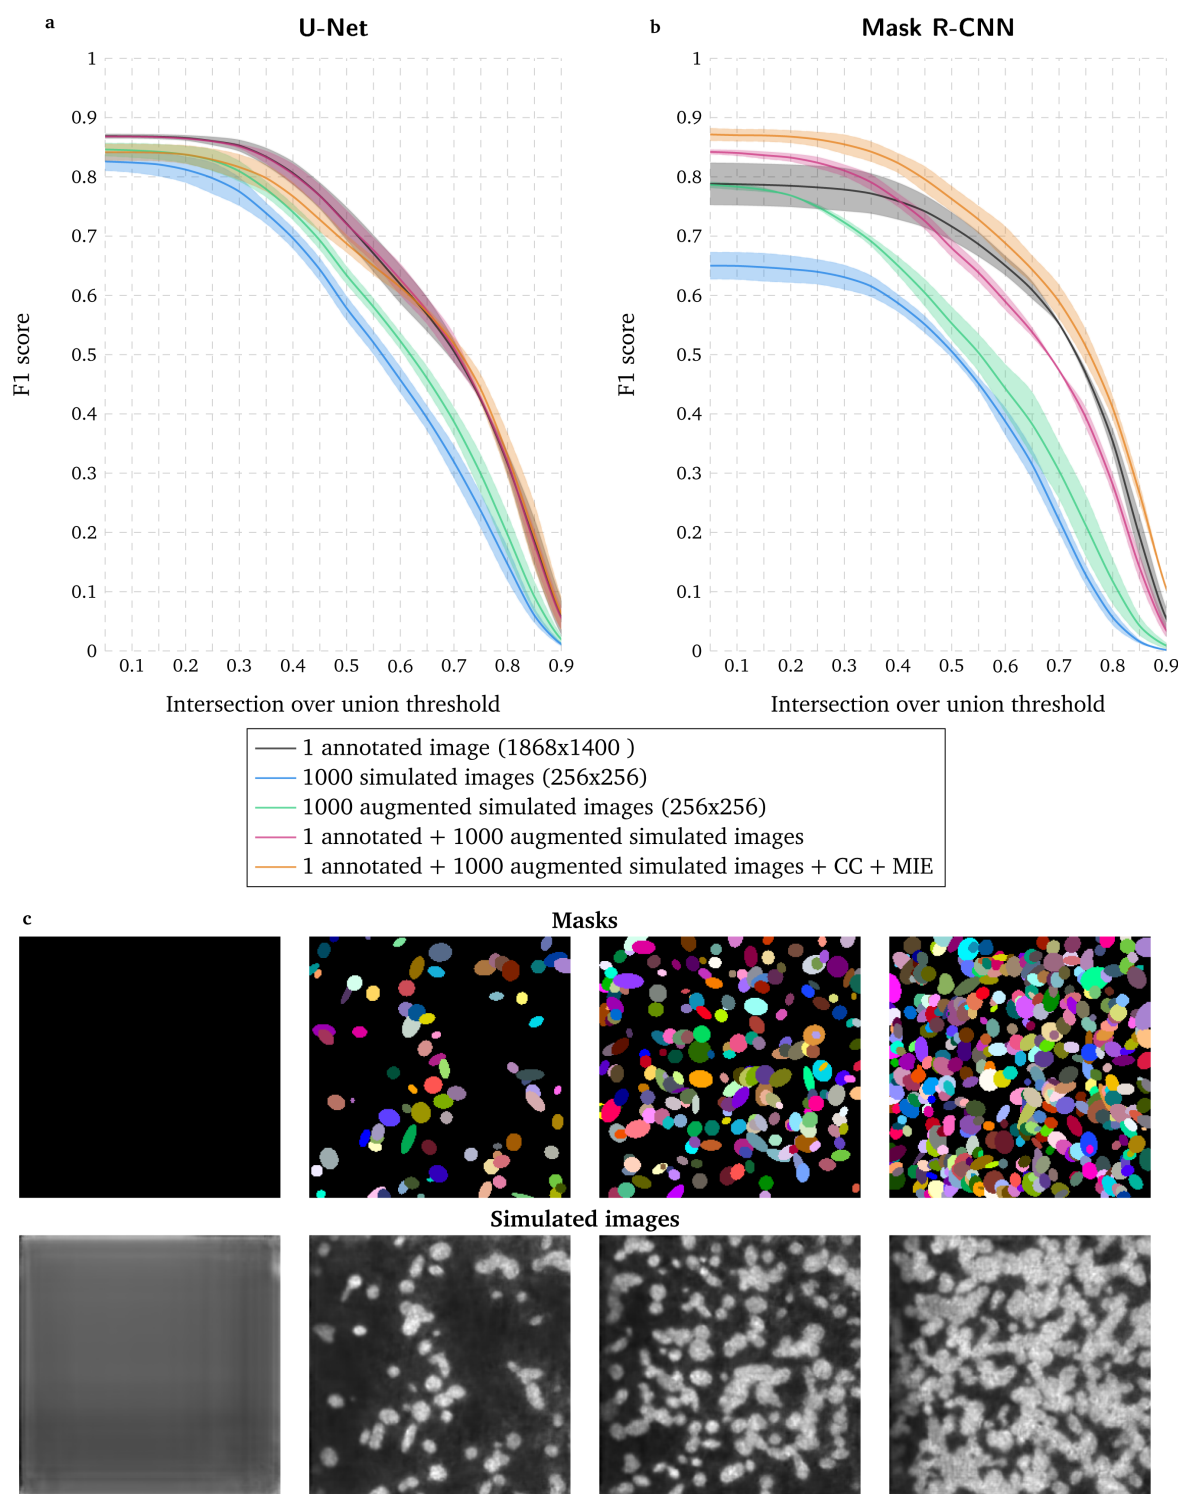 a
U-Net
1
0.9
0.8
0.7
0.6
0.5
0.4
0.3
0.2
0.1
0
F1 score
0.1 0.2 0.3 0.4 0.5 0.6 0.7 0.8 0.9
Intersection over union threshold
b
Mask R-CNN
1
0.9
0.8
0.7
0.6
0.5
0.4
0.3
0.2
0.1
0
F1 score
0.1 0.2 0.3 0.4 0.5 0.6 0.7 0.8 0.9
Intersection over union threshold
1 annotated image (1868x1400 )
1000 simulated images (256x256)
1000 augmented simulated images (256x256)
1 annotated + 1000 augmented simulated images
1 annotated + 1000 augmented simulated images + CC + MIE
c
Masks
Simulated images